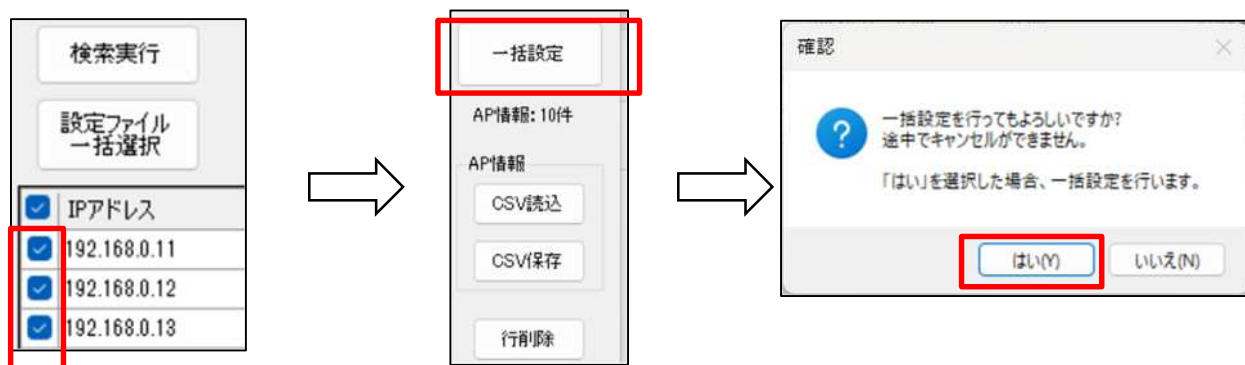 検索実行
設定ファイル
一括選択
IPアドレス
192.168.0.11
192.168.0.12
192.168.0.13
一括設定
AP情報: 10件
AP情報
CSV読込
CSV保存
行削除
確認
一括設定を行ってもよろしいですか?
途中でキャンセルができません。
「はい」を選択した場合、一括設定を行います。
はい(Y)
いいえ(N)